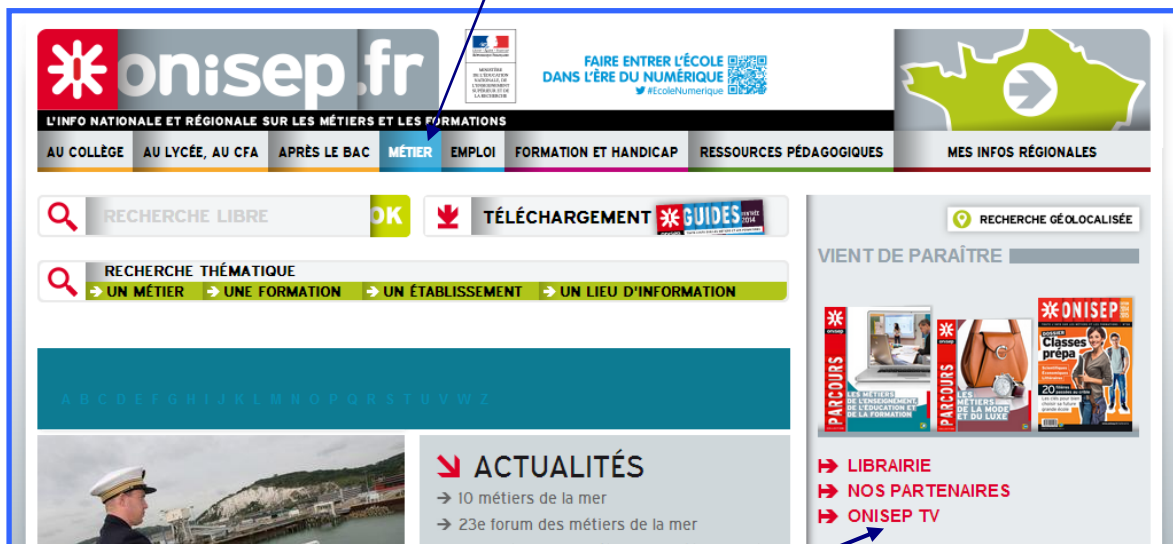 onisep.fr
FAIRE ENTRER L'ÉCOLE
DANS L'ÈRE DU NUMÉRIQUE
#EcoleNumerique
L'INFO NATIONALE ET RÉGIONALE SUR LES MÉTIERS ET LES FORMATIONS
AU COLLÈGE AU LYCÉE, AU CFA APRÈS LE BAC MÉTIER EMPLOI FORMATION ET HANDICAP RESSOURCES PÉDAGOGIQUES MES INFOS RÉGIONALES
RECHERCHE LIBRE OK TÉLÉCHARGEMENT GUIDES 2014
RECHERCHE GÉOLOCALISÉE
VIENT DE PARAÎTRE
RECHERCHE THÉMATIQUE
UN MÉTIER UNE FORMATION UN ÉTABLISSEMENT UN LIEU D'INFORMATION
ONISEP
Classes
prépa
PARCOURS
LES MÉTIERS
DE L'ENSEIGNEMENT,
DE L'ÉDUCATION ET
DE LA FORMATION
PARCOURS
LES MÉTIERS
DE LA MODE
ET DU LUXE
A B C D E F G H I J K L M N O P Q R S T U V W Z
ACTUALITÉS
10 métiers de la mer
23e forum des métiers de la mer
LIBRAIRIE
NOS PARTENAIRES
ONISEP TV